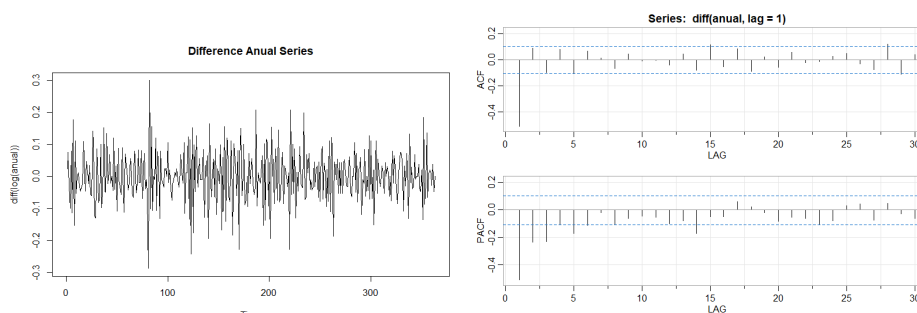 Difference Anual Series
diff(log(anual))
0.3
0.2
0.1
0.0
-0.1
-0.2
-0.3
0 100 200 300
Series: diff(anual, lag = 1)
ACF
0.2
0.0
-0.2
-0.4
0 5 10 15 20 25 30
LAG
PACF
0.2
0.0
-0.2
-0.4
0 5 10 15 20 25 30
LAG